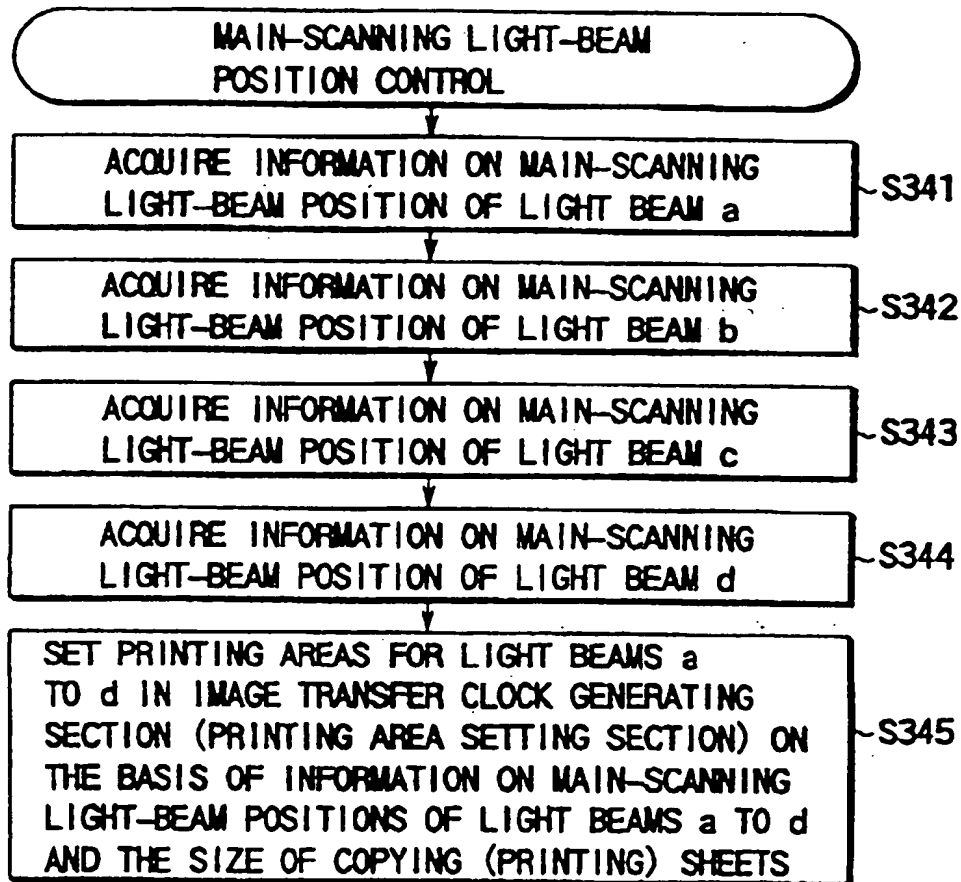 MAIN-SCANNING LIGHT-BEAM
POSITION CONTROL
ACQUIRE INFORMATION ON MAIN-SCANNING
LIGHT-BEAM POSITION OF LIGHT BEAM a
S341
ACQUIRE INFORMATION ON MAIN-SCANNING
LIGHT-BEAM POSITION OF LIGHT BEAM b
S342
ACQUIRE INFORMATION ON MAIN-SCANNING
LIGHT-BEAM POSITION OF LIGHT BEAM c
S343
ACQUIRE INFORMATION ON MAIN-SCANNING
LIGHT-BEAM POSITION OF LIGHT BEAM d
S344
SET PRINTING AREAS FOR LIGHT BEAMS a
TO d IN IMAGE TRANSFER CLOCK GENERATING
SECTION (PRINTING AREA SETTING SECTION) ON
THE BASIS OF INFORMATION ON MAIN-SCANNING
LIGHT-BEAM POSITIONS OF LIGHT BEAMS a TO d
AND THE SIZE OF COPYING (PRINTING) SHEETS
S345